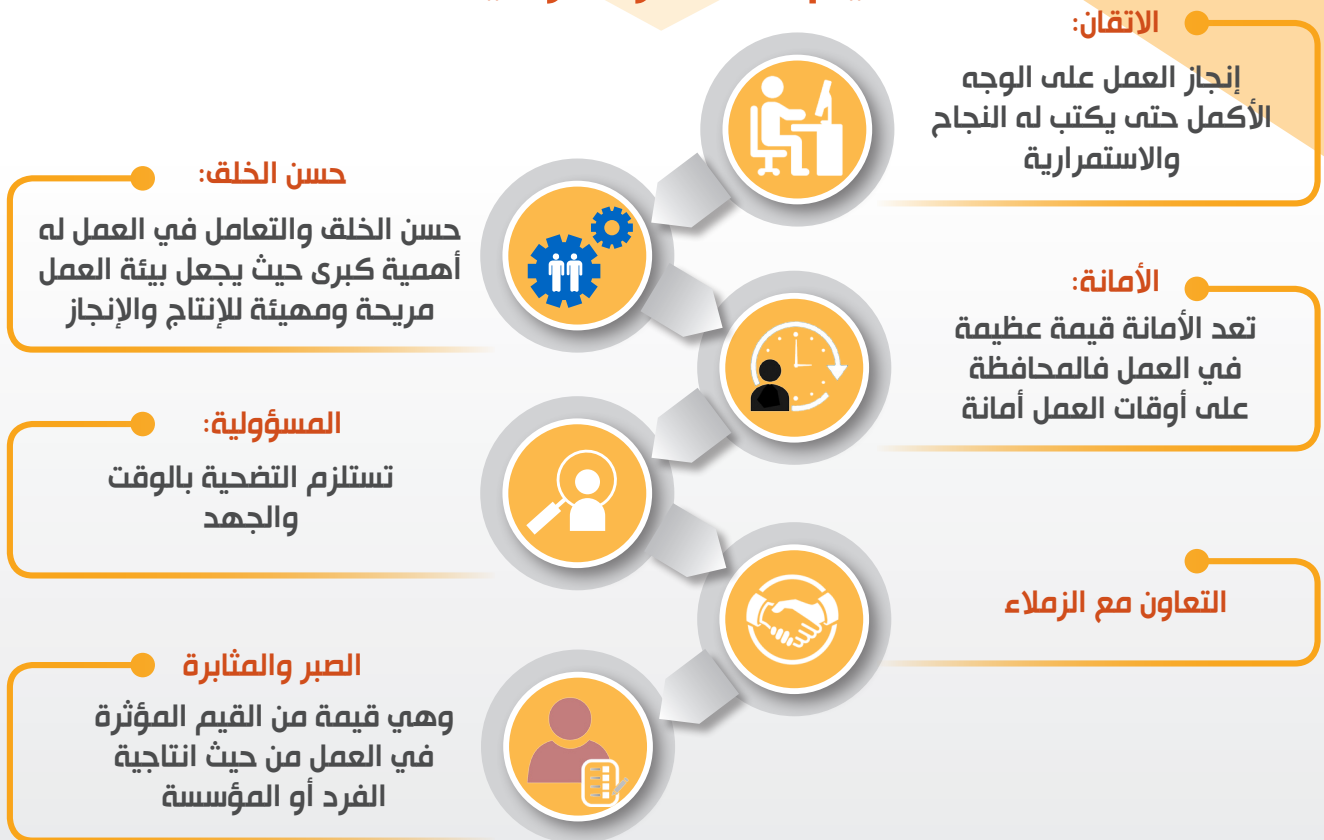 الاتقان:
إنجاز العمل على الوجه
الأكمل حتى يكتب له النجاح
والاستمرارية
حسن الخلق:
حسن الخلق والتعامل في العمل له
أهمية كبرى حيث يجعل بيئة العمل
مريحة ومهيئة للإنتاج والإنجاز
الأمانة:
تعد الأمانة قيمة عظيمة
في العمل فالمحافظة
على أوقات العمل أمانة
المسؤولية:
تستلزم التضحية بالوقت
والجهد
التعاون مع الزملاء
الصبر والمثابرة
وهي قيمة من القيم المؤثرة
في العمل من حيث انتاجية
الفرد أو المؤسسة